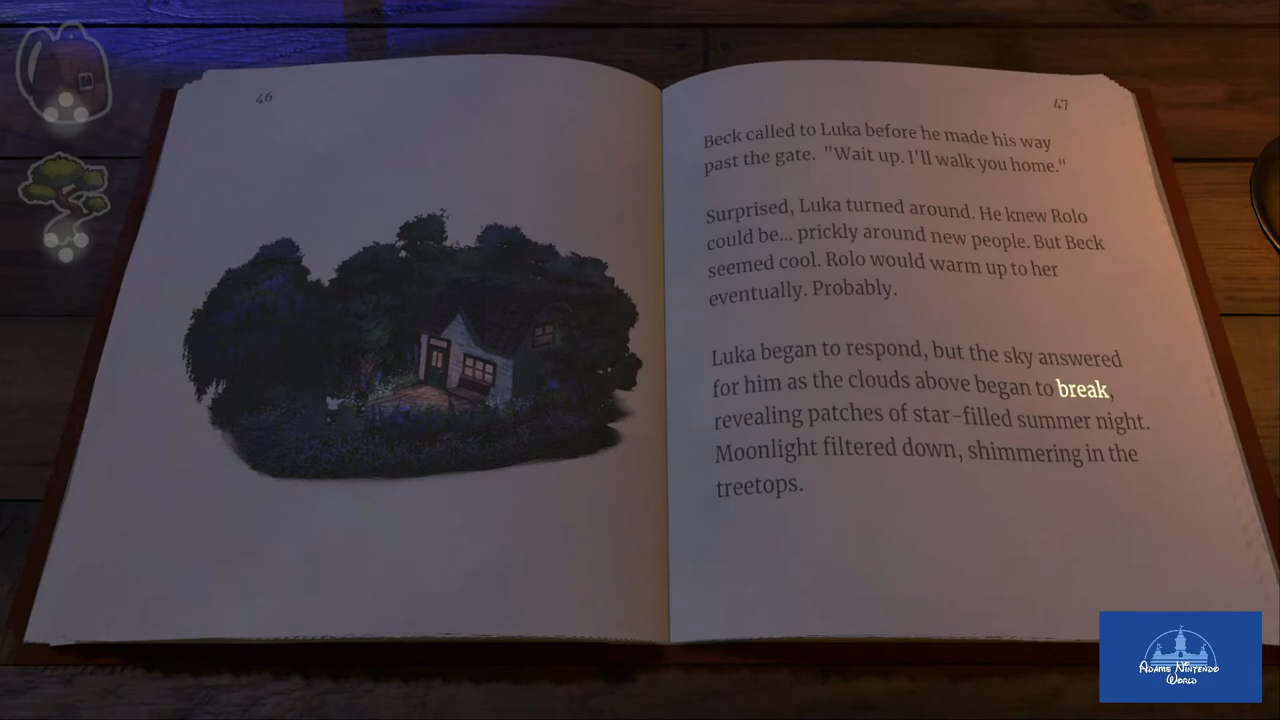 46
47
Beck called to Luka before he made his way
past the gate. "Wait up. I'll walk you home."
Surprised, Luka turned around. He knew Rolo
could be... prickly around new people. But Beck
seemed cool. Rolo would warm up to her
eventually. Probably.
Luka began to respond, but the sky answered
for him as the clouds above began to break,
revealing patches of star-filled summer night.
Moonlight filtered down, shimmering in the
treetops.
Adams Nintendo
World